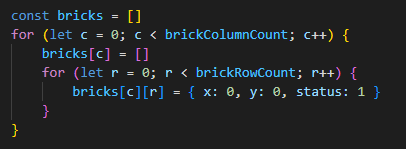 const bricks = []
for (let c = 0; c < brickColumnCount; c++) {
    bricks[c] = []
    for (let r = 0; r < brickRowCount; r++) {
        bricks[c][r] = { x: 0, y: 0, status: 1 }
    }
}